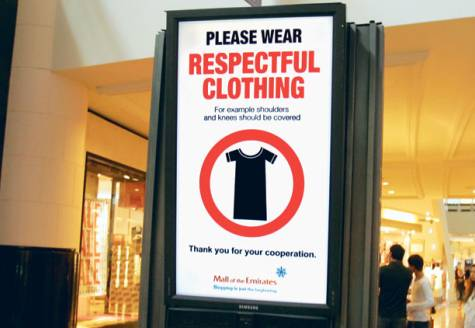 PLEASE WEAR
RESPECTFUL
CLOTHING
For example shoulders
and knees should be covered
Thank you for your cooperation.
Mall of the Emirates
Shopping is just the beginning
SAMSUNG